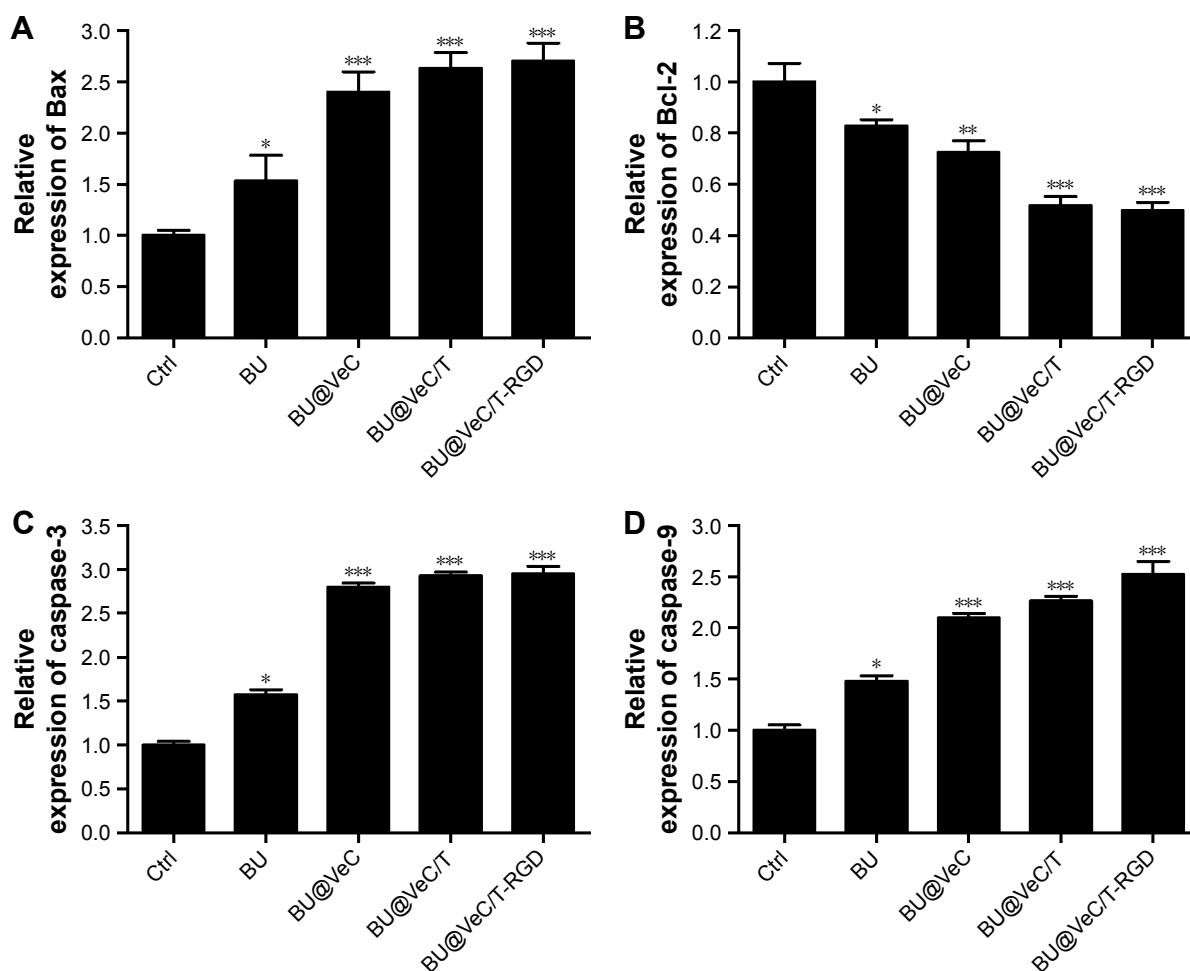 A
Relative
expression of Bax
3.0
2.5
2.0
1.5
1.0
0.5
0.0
*
***
***
***
Ctrl
BU
BU@VeC
BU@VeC/T
BU@VeC/T-RGD
B
Relative
expression of Bcl-2
1.2
1.0
0.8
0.6
0.4
0.2
0.0
*
**
***
***
Ctrl
BU
BU@VeC
BU@VeC/T
BU@VeC/T-RGD
C
Relative
expression of caspase-3
3.5
3.0
2.5
2.0
1.5
1.0
0.5
0.0
*
***
***
***
Ctrl
BU
BU@VeC
BU@VeC/T
BU@VeC/T-RGD
D
Relative
expression of caspase-9
3.0
2.5
2.0
1.5
1.0
0.5
0.0
*
***
***
***
Ctrl
BU
BU@VeC
BU@VeC/T
BU@VeC/T-RGD